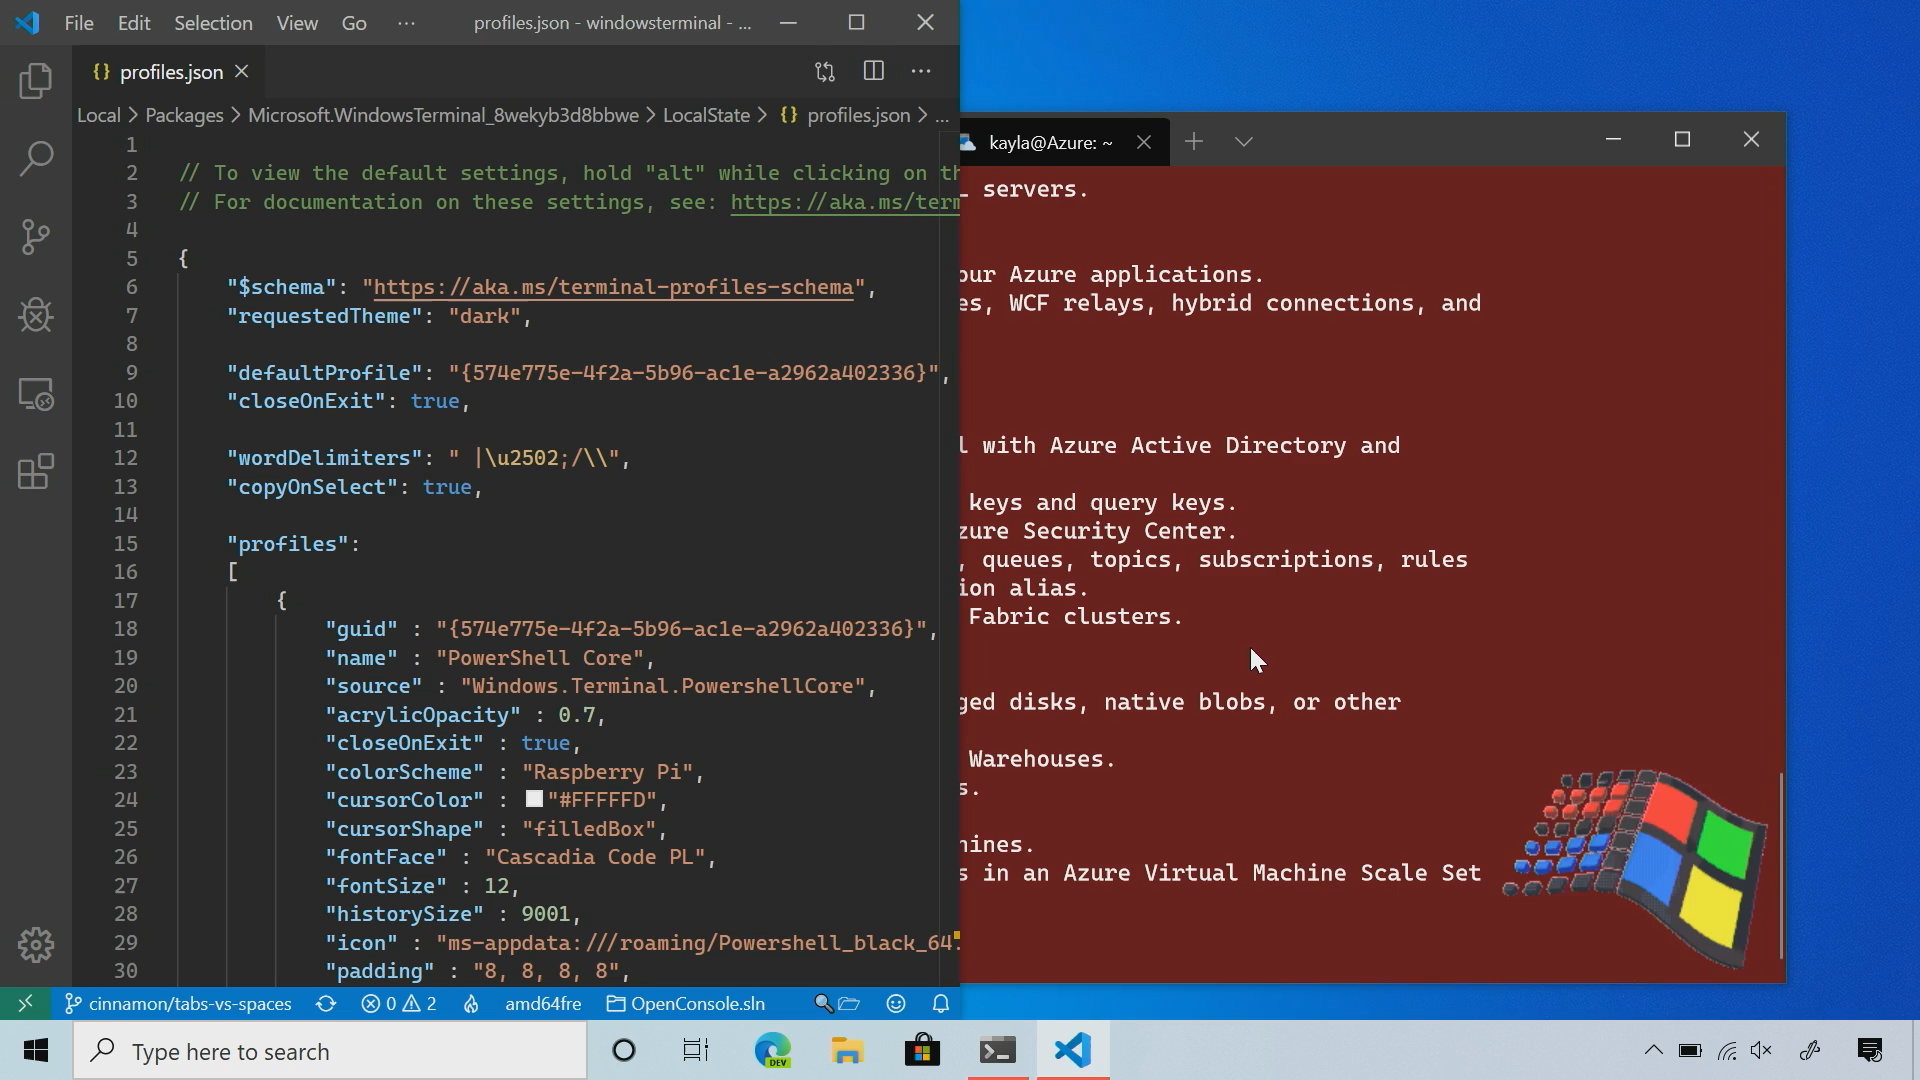 File Edit Selection View Go ··· profiles.json - windowsterminal - ...
{} profiles.json
Local > Packages > Microsoft.WindowsTerminal_8wekyb3d8bbwe > LocalState > {} profiles.json > ...
1
2 // To view the default settings, hold "alt" while clicking on th
3 // For documentation on these settings, see: https://aka.ms/term
4
5 {
6 "$schema": "https://aka.ms/terminal-profiles-schema",
7 "requestedTheme": "dark",
8
9 "defaultProfile": "{574e775e-4f2a-5b96-ac1e-a2962a402336}",
10 "closeOnExit": true,
11
12 "wordDelimiters": " |\u2502;/\\",
13 "copyOnSelect": true,
14
15 "profiles":
16 [
17 {
18 "guid" : "{574e775e-4f2a-5b96-ac1e-a2962a402336}",
19 "name" : "PowerShell Core",
20 "source" : "Windows.Terminal.PowershellCore",
21 "acrylicOpacity" : 0.7,
22 "closeOnExit" : true,
23 "colorScheme" : "Raspberry Pi",
24 "cursorColor" : "#FFFFFD",
25 "cursorShape" : "filledBox",
26 "fontFace" : "Cascadia Code PL",
27 "fontSize" : 12,
28 "historySize" : 9001,
29 "icon" : "ms-appdata:///roaming/Powershell_black_64.
30 "padding" : "8, 8, 8, 8",
cinnamon/tabs-vs-spaces 0 2 amd64fre OpenConsole.sln
kayla@Azure: ~
servers.
our Azure applications.
es, WCF relays, hybrid connections, and
l with Azure Active Directory and
keys and query keys.
zure Security Center.
, queues, topics, subscriptions, rules
ion alias.
Fabric clusters.
ged disks, native blobs, or other
Warehouses.
s.
hines.
s in an Azure Virtual Machine Scale Set
Type here to search
DEV